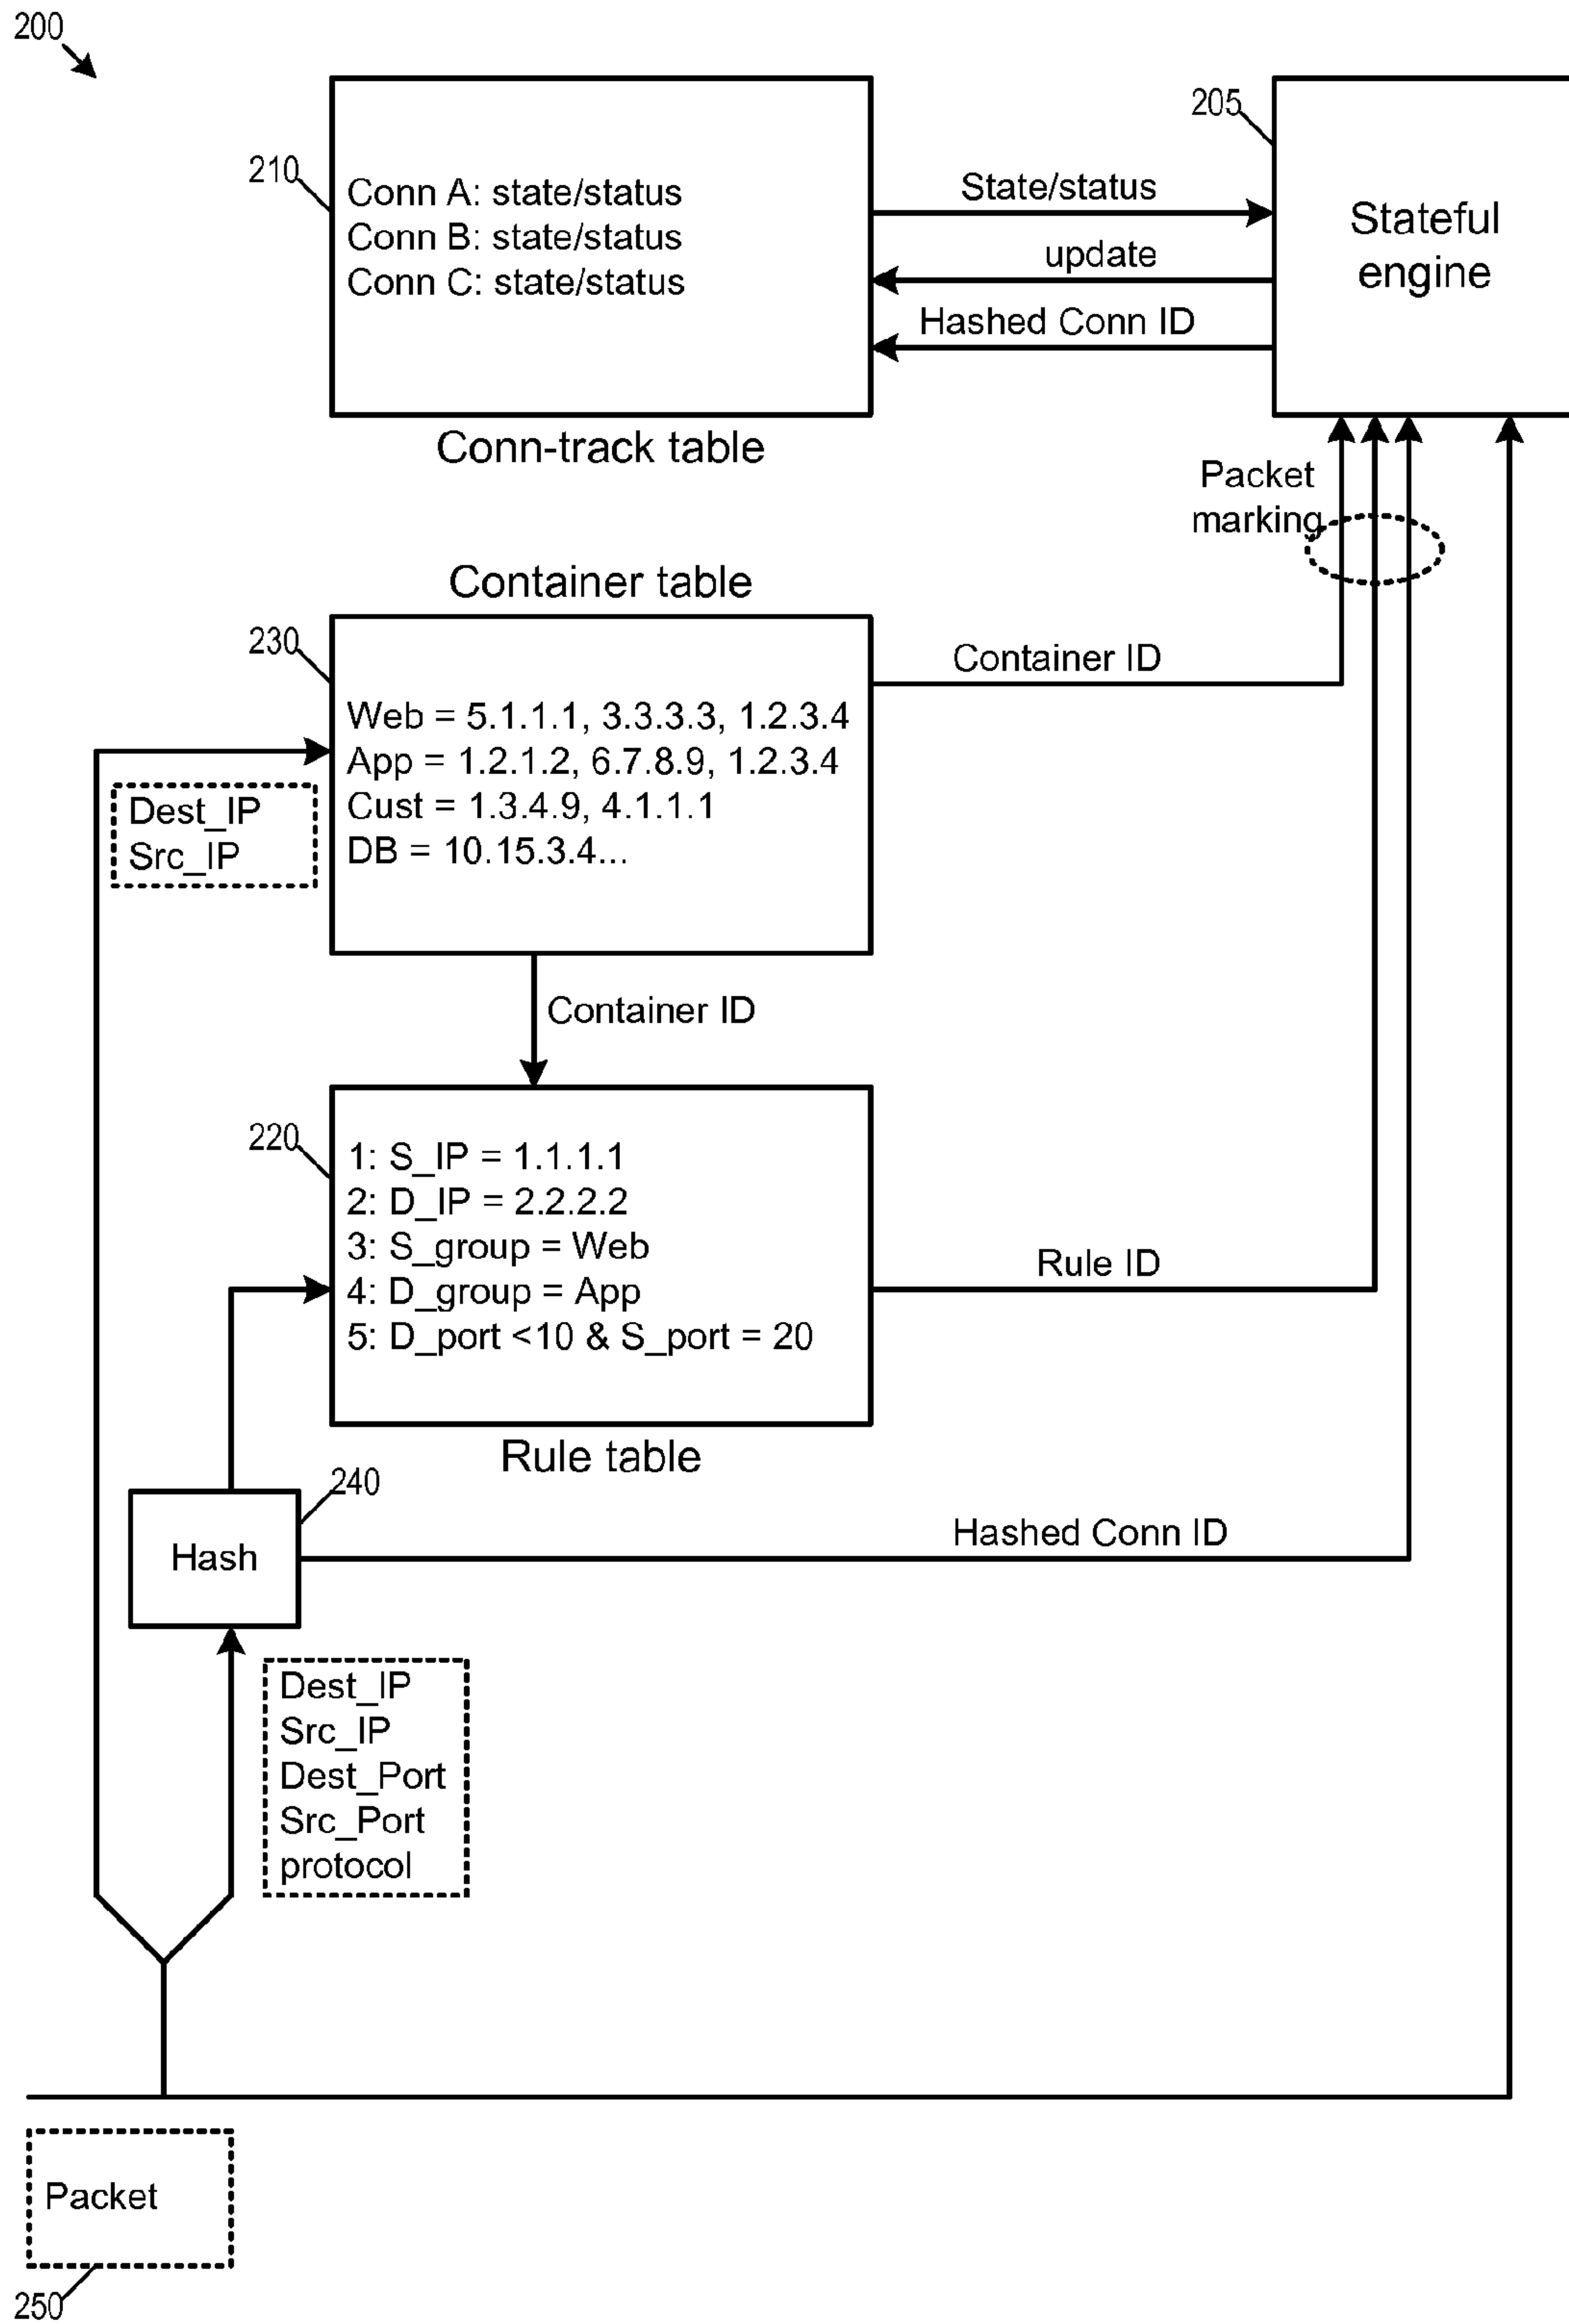 200
205
210
Conn A: state/status
Conn B: state/status
Conn C: state/status
State/status
update
Hashed Conn ID
Stateful
engine
Conn-track table
Packet
marking
Container table
230
Container ID
Web = 5.1.1.1, 3.3.3.3, 1.2.3.4
App = 1.2.1.2, 6.7.8.9, 1.2.3.4
Cust = 1.3.4.9, 4.1.1.1
DB = 10.15.3.4...
Dest_IP
Src_IP
Container ID
220
1: S_IP = 1.1.1.1
2: D_IP = 2.2.2.2
3: S_group = Web
4: D_group = App
5: D_port <10 & S_port = 20
Rule ID
Rule table
240
Hash
Hashed Conn ID
Dest_IP
Src_IP
Dest_Port
Src_Port
protocol
Packet
250